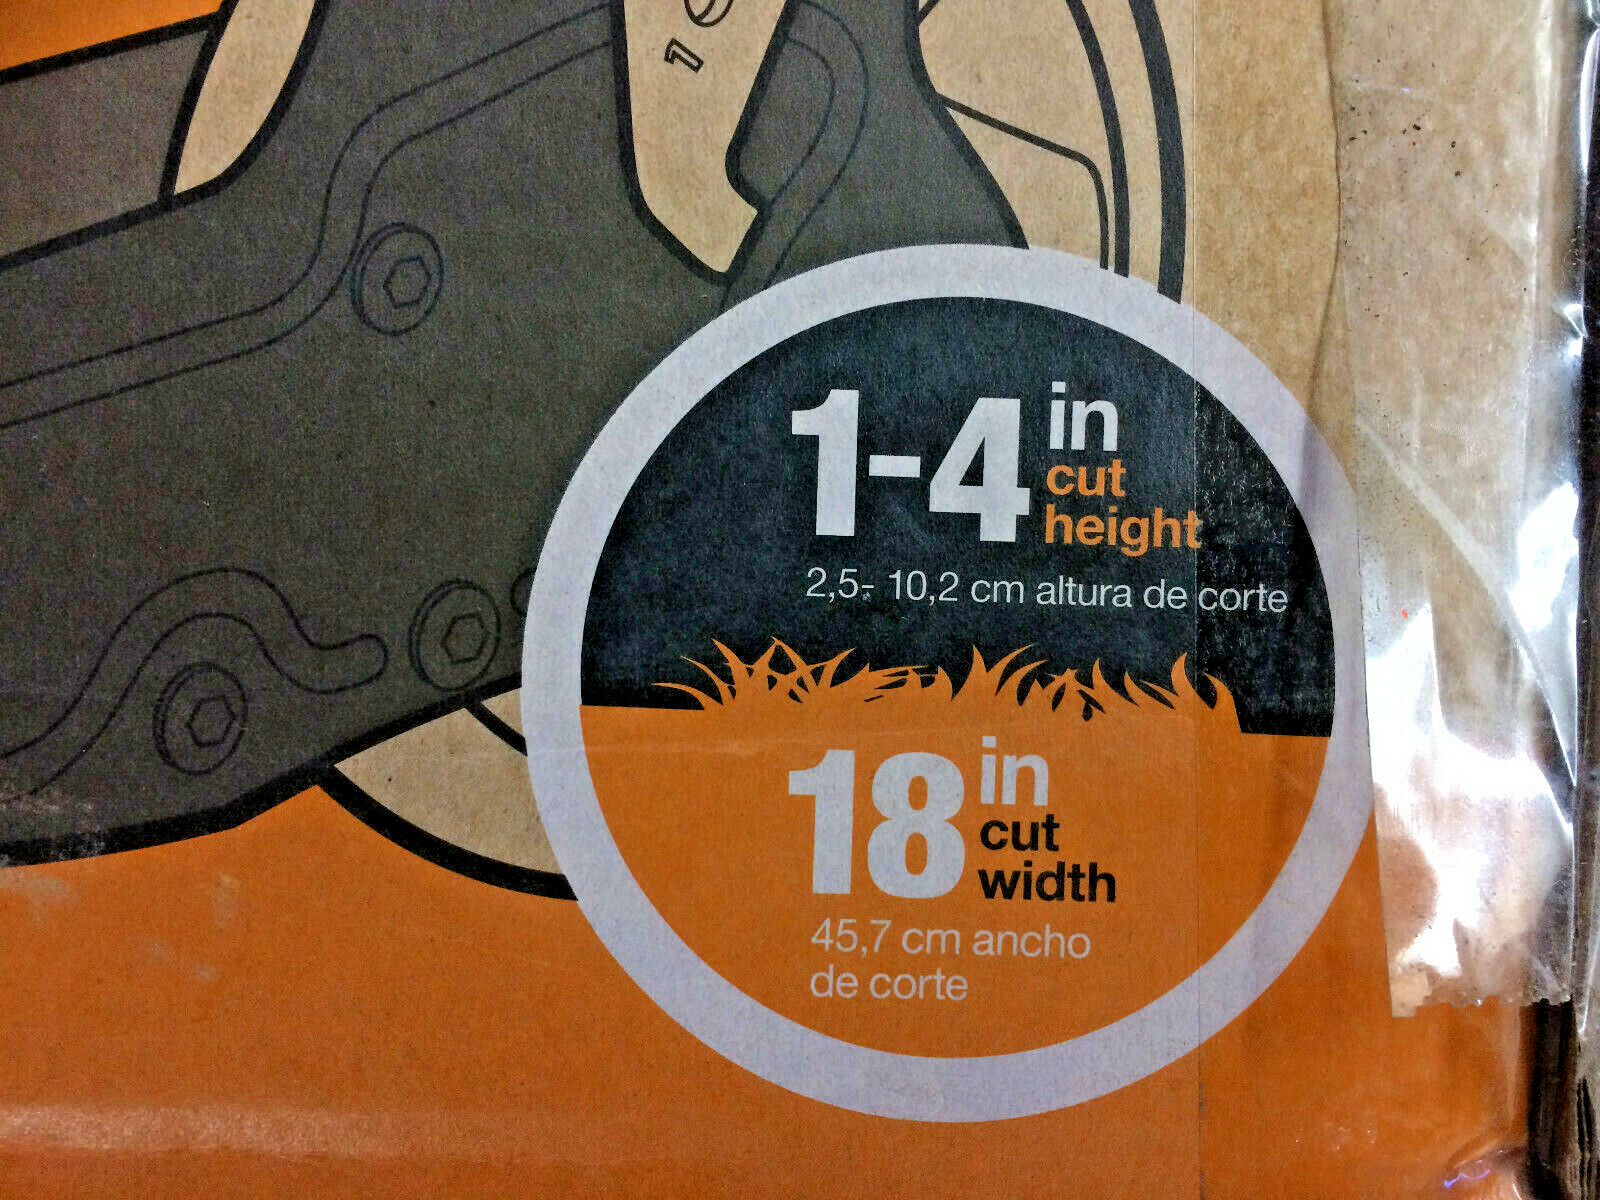 1
1-4 in
cut
height
2,5- 10,2 cm altura de corte
18 in
cut
width
45,7 cm ancho
de corte